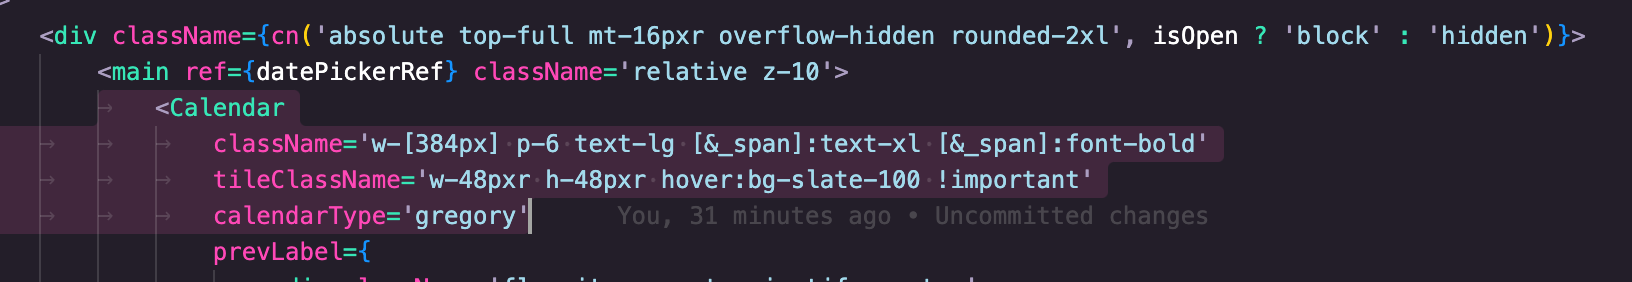 <div className={cn('absolute top-full mt-16pxr overflow-hidden rounded-2xl', isOpen ? 'block' : 'hidden')}>
<main ref={datePickerRef} className='relative z-10'>
<Calendar
className='w-[384px] p-6 text-lg [&_span]:text-xl [&_span]:font-bold'
tileClassName='w-48pxr h-48pxr hover:bg-slate-100 !important'
calendarType='gregory' You, 31 minutes ago • Uncommitted changes
prevLabel={